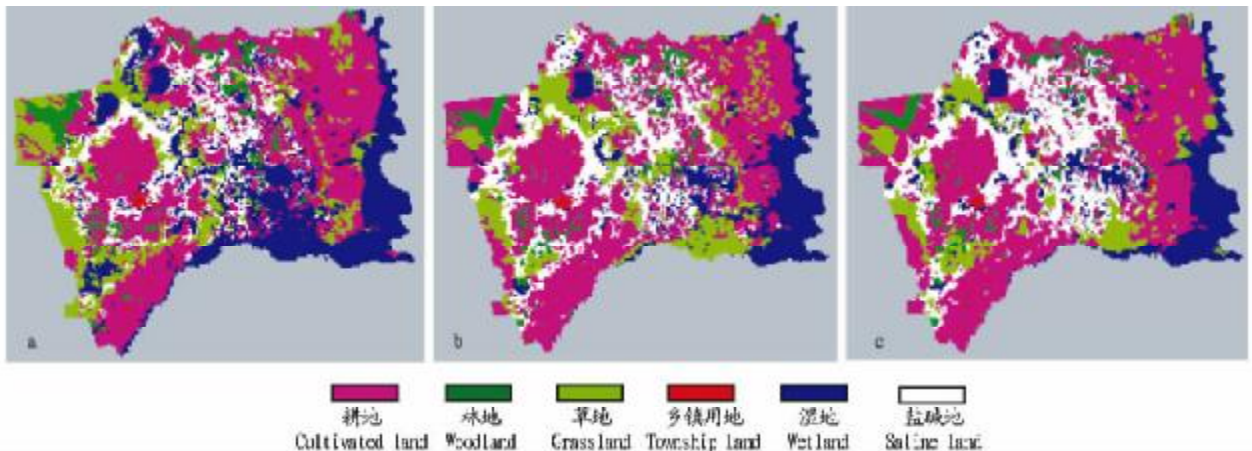 a b c
耕地 林地 草地 乡镇用地 湿地 盐碱地
Cultivated land Woodland Grassland Township land Wetland Saline land